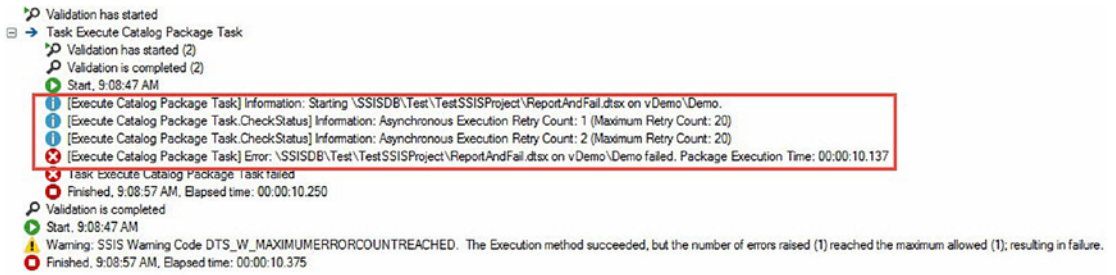 Validation has started
Task Execute Catalog Package Task
Validation has started (2)
Validation is completed (2)
Start, 9:08:47 AM
[Execute Catalog Package Task] Information: Starting \SSISDB\Test\TestSSISProject\ReportAndFail.dtsx on vDemo\Demo.
[Execute Catalog Package Task.CheckStatus] Information: Asynchronous Execution Retry Count: 1 (Maximum Retry Count: 20)
[Execute Catalog Package Task.CheckStatus] Information: Asynchronous Execution Retry Count: 2 (Maximum Retry Count: 20)
[Execute Catalog Package Task] Error: \SSISDB\Test\TestSSISProject\ReportAndFail.dtsx on vDemo\Demo failed. Package Execution Time: 00:00:10.137
Task Execute Catalog Package Task failed
Finished, 9:08:57 AM, Elapsed time: 00:00:10.250
Validation is completed
Start, 9:08:47 AM
Warning: SSIS Warning Code DTS_W_MAXIMUMERRORCOUNTREACHED.  The Execution method succeeded, but the number of errors raised (1) reached the maximum allowed (1); resulting in failure.
Finished, 9:08:57 AM, Elapsed time: 00:00:10.375